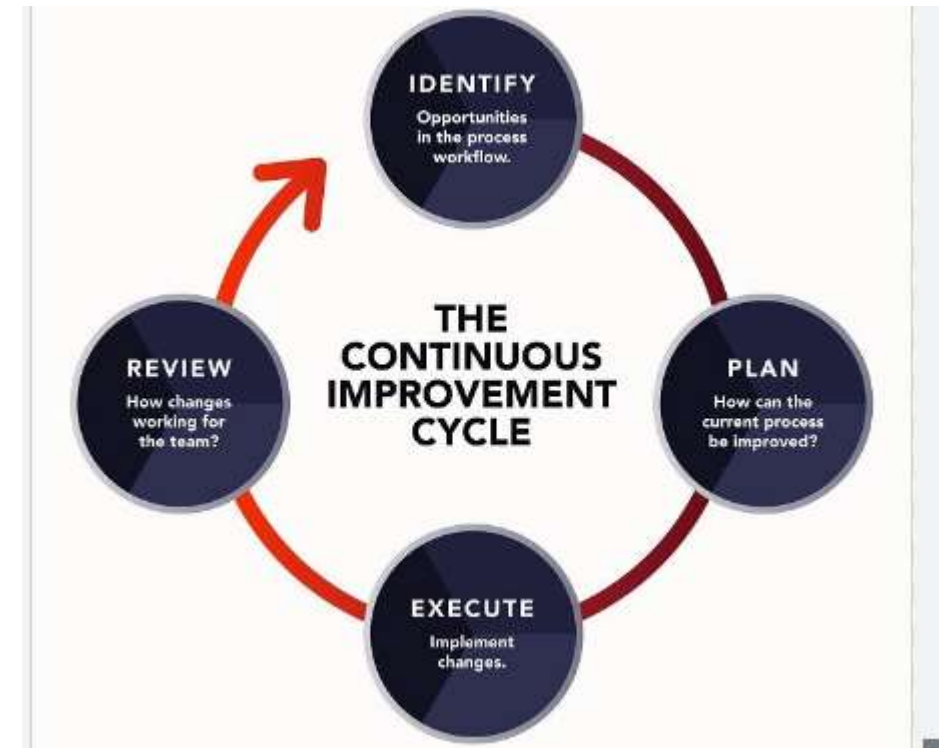 IDENTIFY
Opportunities
in the process
workflow.
THE
CONTINUOUS
IMPROVEMENT
CYCLE
PLAN
How can the
current process
be improved?
EXECUTE
Implement
changes.
REVIEW
How changes
working for
the team?